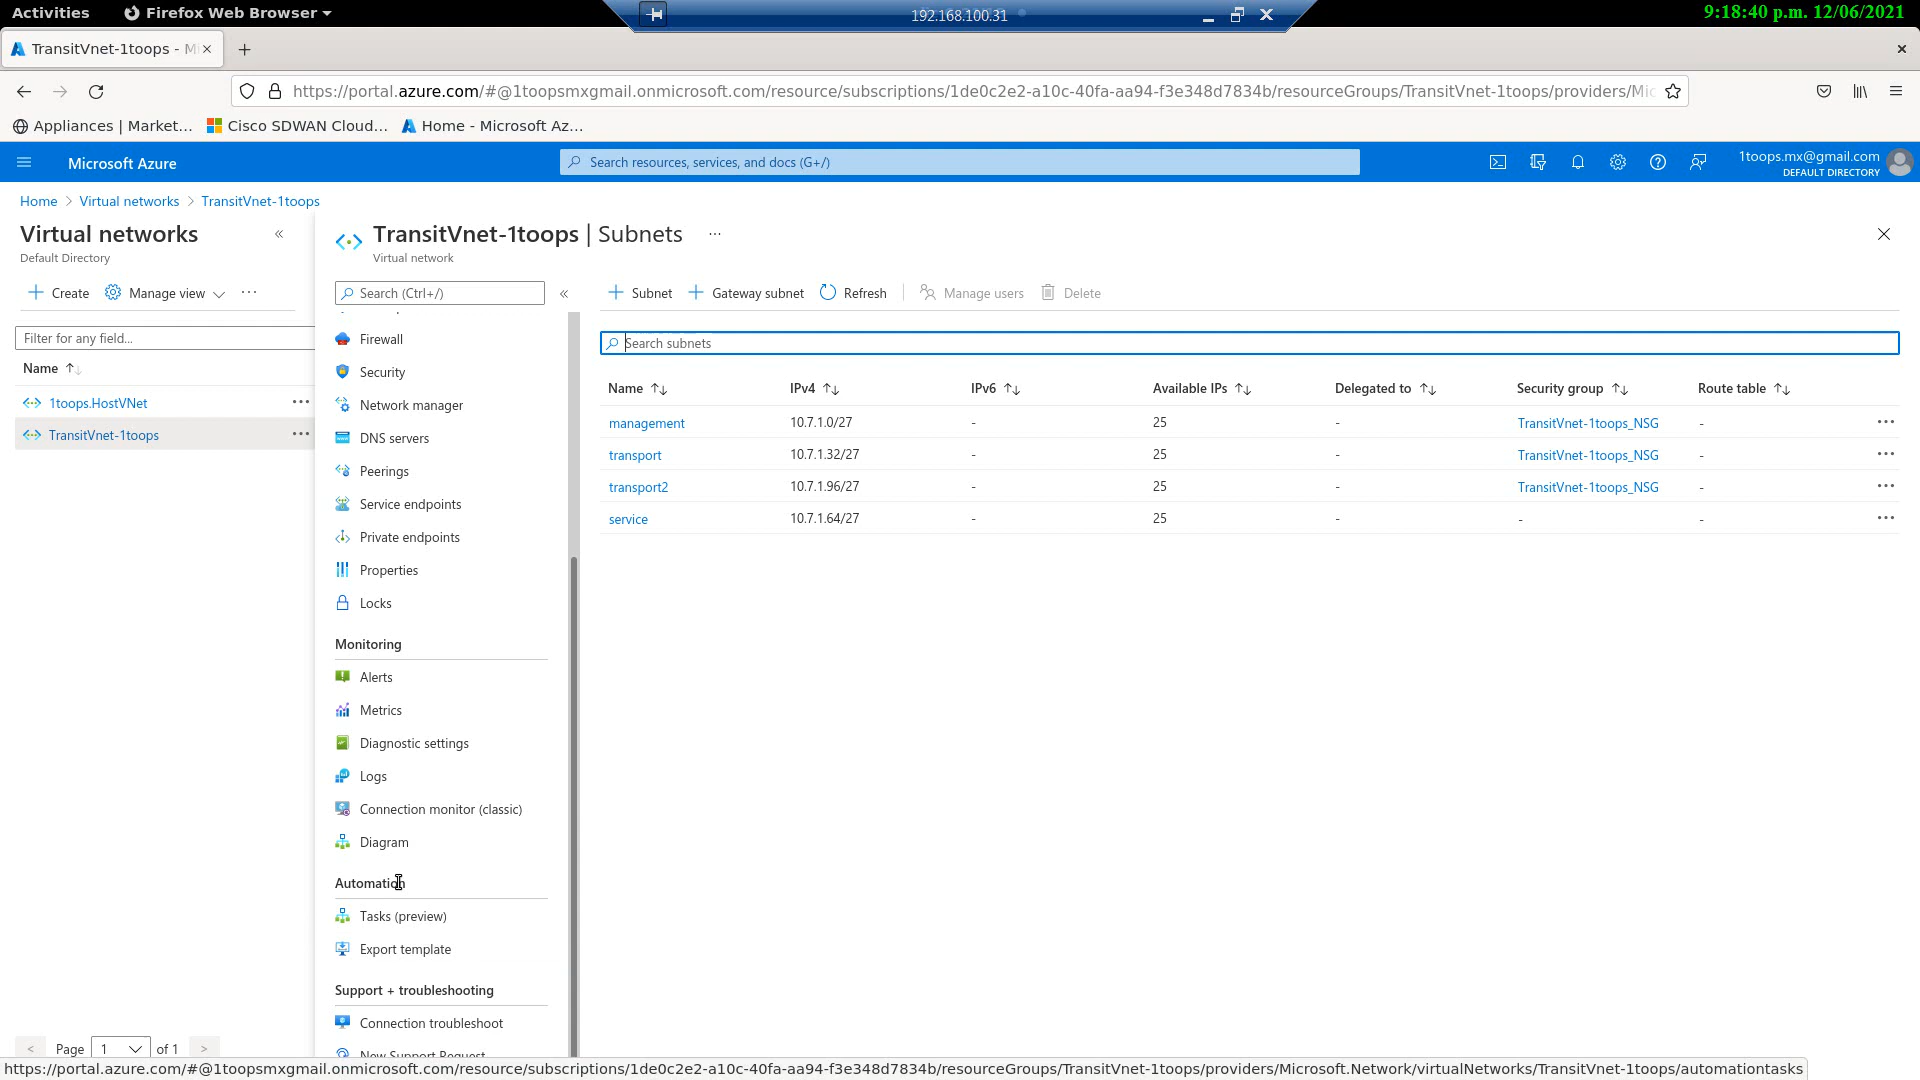 Activities
Firefox Web Browser
192.168.100.31
9:18:40 p.m. 12/06/2021
TransitVnet-1toops - M
https://portal.azure.com/#@1toopsmxgmail.onmicrosoft.com/resource/subscriptions/1de0c2e2-a10c-40fa-aa94-f3e348d7834b/resourceGroups/TransitVnet-1toops/providers/Mic
Appliances | Market...
Cisco SDWAN Cloud...
Home - Microsoft Az...
Microsoft Azure
Search resources, services, and docs (G+/)
1toops.mx@gmail.com
DEFAULT DIRECTORY
Home > Virtual networks > TransitVnet-1toops
Virtual networks
Default Directory
Create
Manage view
Filter for any field...
Name
1toops.HostVNet
TransitVnet-1toops
< Page 1 of 1 >
TransitVnet-1toops | Subnets
Virtual network
Search (Ctrl+/)
Firewall
Security
Network manager
DNS servers
Peerings
Service endpoints
Private endpoints
Properties
Locks
Monitoring
Alerts
Metrics
Diagnostic settings
Logs
Connection monitor (classic)
Diagram
Automation
Tasks (preview)
Export template
Support + troubleshooting
Connection troubleshoot
New Support Request
+ Subnet + Gateway subnet Refresh Manage users Delete
Search subnets
Name IPv4 IPv6 Available IPs Delegated to Security group Route table
management 10.7.1.0/27 - 25 - TransitVnet-1toops_NSG -
transport 10.7.1.32/27 - 25 - TransitVnet-1toops_NSG -
transport2 10.7.1.96/27 - 25 - TransitVnet-1toops_NSG -
service 10.7.1.64/27 - 25 - - -
https://portal.azure.com/#@1toopsmxgmail.onmicrosoft.com/resource/subscriptions/1de0c2e2-a10c-40fa-aa94-f3e348d7834b/resourceGroups/TransitVnet-1toops/providers/Microsoft.Network/virtualNetworks/TransitVnet-1toops/automationtasks